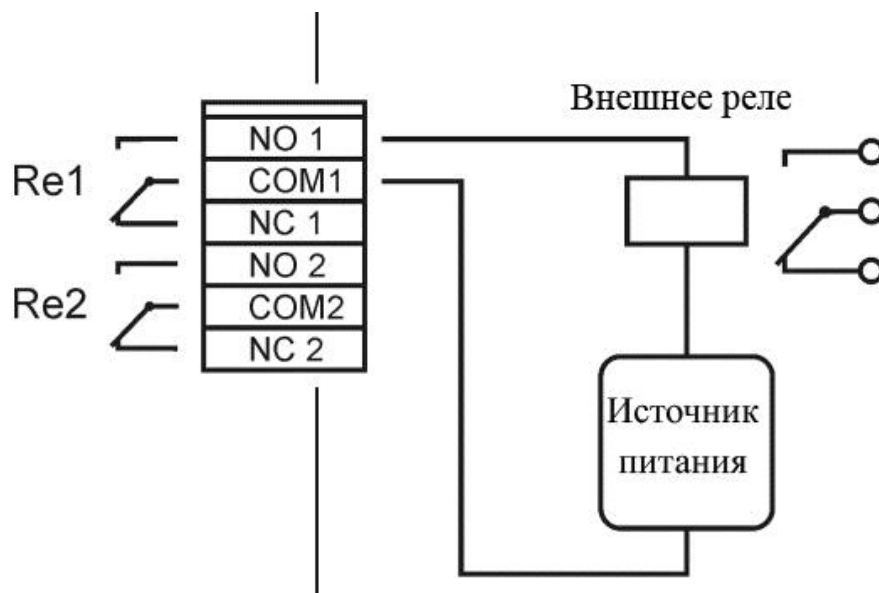 Внешнее реле
Re1
NO 1
COM1
NC 1
Re2
NO 2
COM2
NC 2
Источник
питания